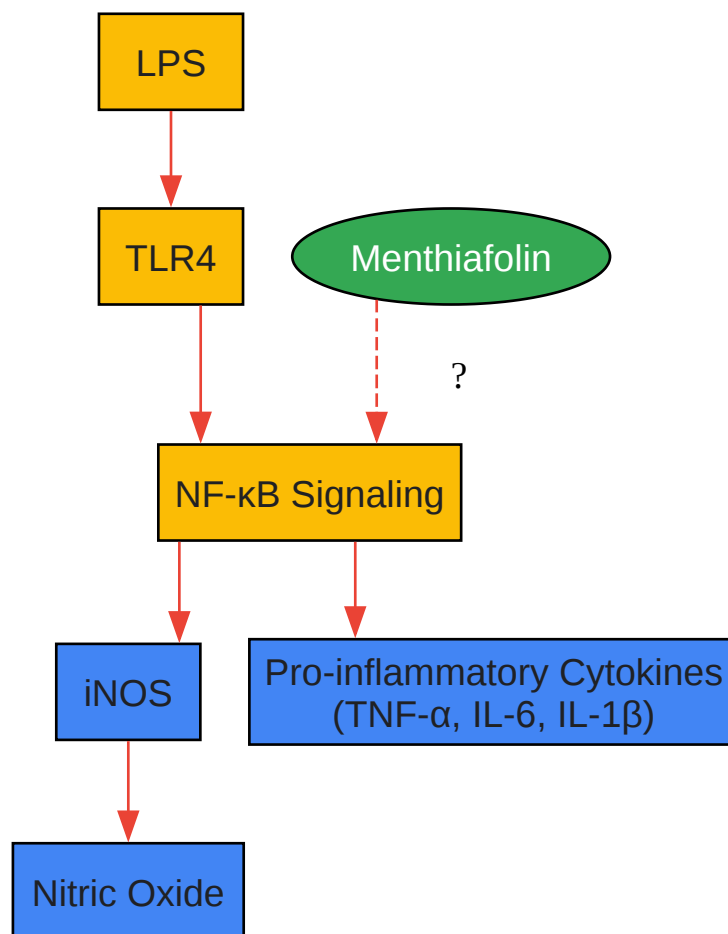 LPS
TLR4
Menthiafolin
?
NF-κB Signaling
iNOS
Pro-inflammatory Cytokines
(TNF-α, IL-6, IL-1β)
Nitric Oxide